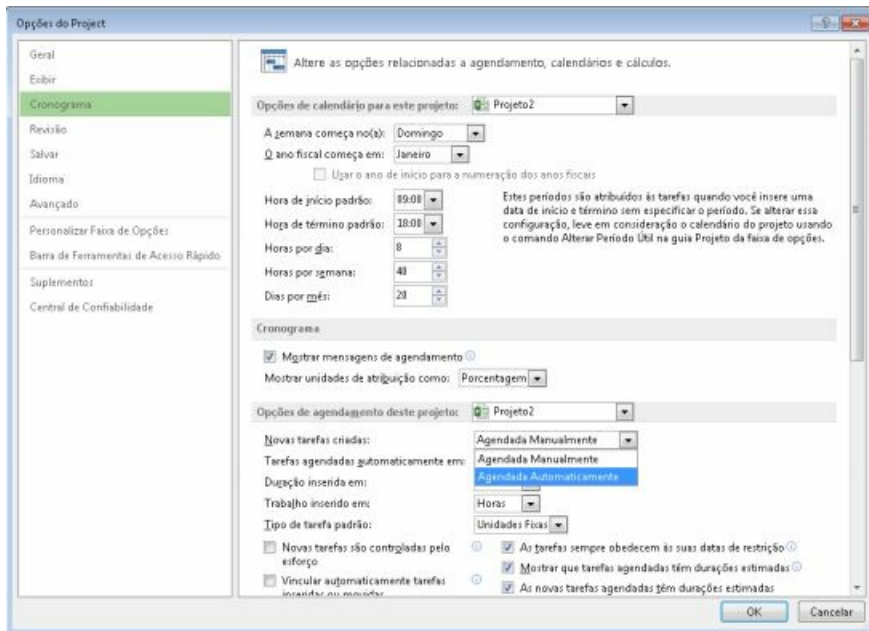 Opções do Project
Geral
Exibir
Cronograma
Revisão
Salvar
Idioma
Avançado
Personalizar Faixa de Opções
Barra de Ferramentas de Acesso Rápido
Suplementos
Central de Confiabilidade
Altere as opções relacionadas a agendamento, calendários e cálculos.
Opções de calendário para este projeto: Projeto2
A semana começa no(a): Domingo
O ano fiscal começa em: Janeiro
Usar o ano de início para a numeração dos anos fiscais
Hora de início padrão: 09:00
Hora de término padrão: 18:00
Horas por dia: 8
Horas por semana: 40
Dias por mês: 20
Estes períodos são atribuídos às tarefas quando você insere uma
data de início e término sem especificar o período. Se alterar essa
configuração, leve em consideração o calendário do projeto usando
o comando Alterar Período Útil na guia Projeto da faixa de opções.
Cronograma
Mostrar mensagens de agendamento
Mostrar unidades de atribuição como: Porcentagem
Opções de agendamento deste projeto: Projeto2
Novas tarefas criadas: Agendada Manualmente
Agendada Manualmente
Tarefas agendadas automaticamente em:
Agendada Automaticamente
Duração inserida em:
Trabalho inserido em: Horas
Tipo de tarefa padrão: Unidades Fixas
Novas tarefas são controladas pelo
esforço
Vincular automaticamente tarefas
inseridas ou movidas
As tarefas sempre obedecem às suas datas de restrição
Mostrar que tarefas agendadas têm durações estimadas
As novas tarefas agendadas têm durações estimadas
OK
Cancelar